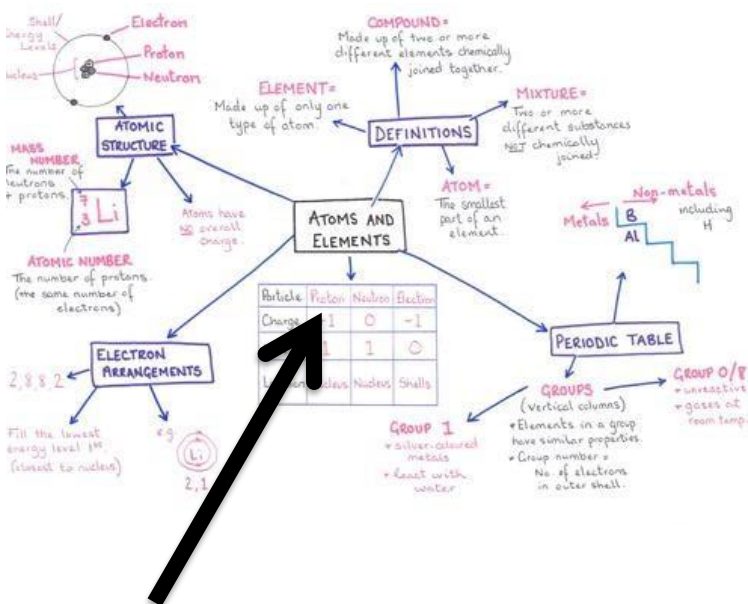 Shell/
Energy
Levels
Electron
Proton
Neutron
ATOMIC
STRUCTURE
MASS
NUMBER
The number of
neutrons
+ protons.
7
3 Li
Atoms have
NO overall
charge.
ATOMIC NUMBER
The number of protons.
(the same number of
electrons)
COMPOUND =
Made up of two or more
different elements chemically
joined together.
ELEMENT =
Made up of only one
type of atom.
DEFINITIONS
MIXTURE =
Two or more
different substances
NOT chemically
joined.
ATOM =
The smallest
part of an
element.
ATOMS AND
ELEMENTS
Non-metals
including
H
Metals
B
Al
Particle Proton Neutron Electron
Charge +1 0 -1
1 1 0
Nucleus Nucleus Shells
PERIODIC TABLE
GROUPS
(vertical columns)
• Elements in a group
have similar properties.
• Group number =
No. of electrons
in outer shell.
GROUP 0/8
• unreactive
• gases at
room temp.
GROUP 1
• silver-coloured
metals
• React with
water
ELECTRON
ARRANGEMENTS
2,8,8,2
Fill the lowest
energy level 1st.
(closest to nucleus)
e.g
Li
2,1